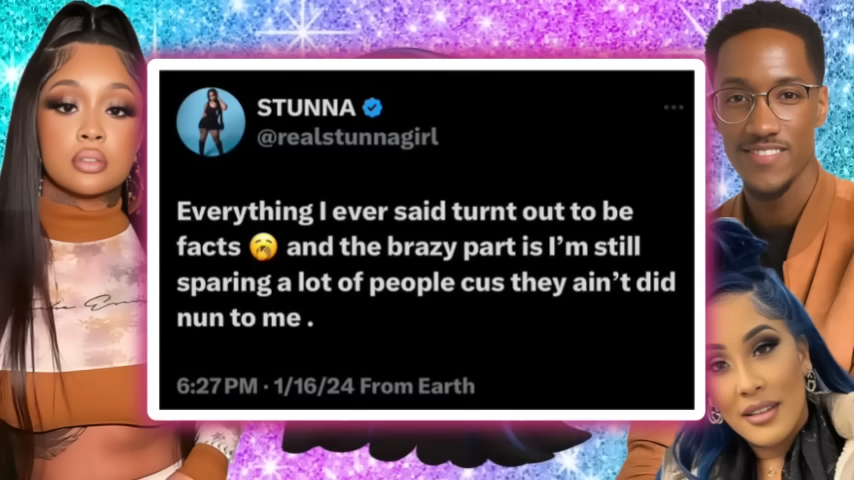 STUNNA
@realstunnagirl
Everything I ever said turnt out to be
facts 🥱 and the brazy part is I’m still
sparing a lot of people cus they ain’t did
nun to me .
6:27 PM · 1/16/24 From Earth